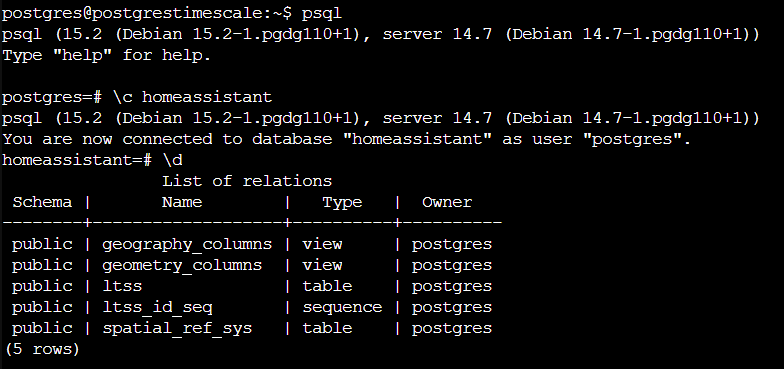 postgres@postgrestimescale:~$ psql
psql (15.2 (Debian 15.2-1.pgdg110+1), server 14.7 (Debian 14.7-1.pgdg110+1))
Type "help" for help.

postgres=# \c homeassistant
psql (15.2 (Debian 15.2-1.pgdg110+1), server 14.7 (Debian 14.7-1.pgdg110+1))
You are now connected to database "homeassistant" as user "postgres".
homeassistant=# \d
                List of relations
 Schema |       Name        |   Type   |  Owner
--------+-------------------+----------+----------
 public | geography_columns | view     | postgres
 public | geometry_columns  | view     | postgres
 public | ltss              | table    | postgres
 public | ltss_id_seq       | sequence | postgres
 public | spatial_ref_sys   | table    | postgres
(5 rows)